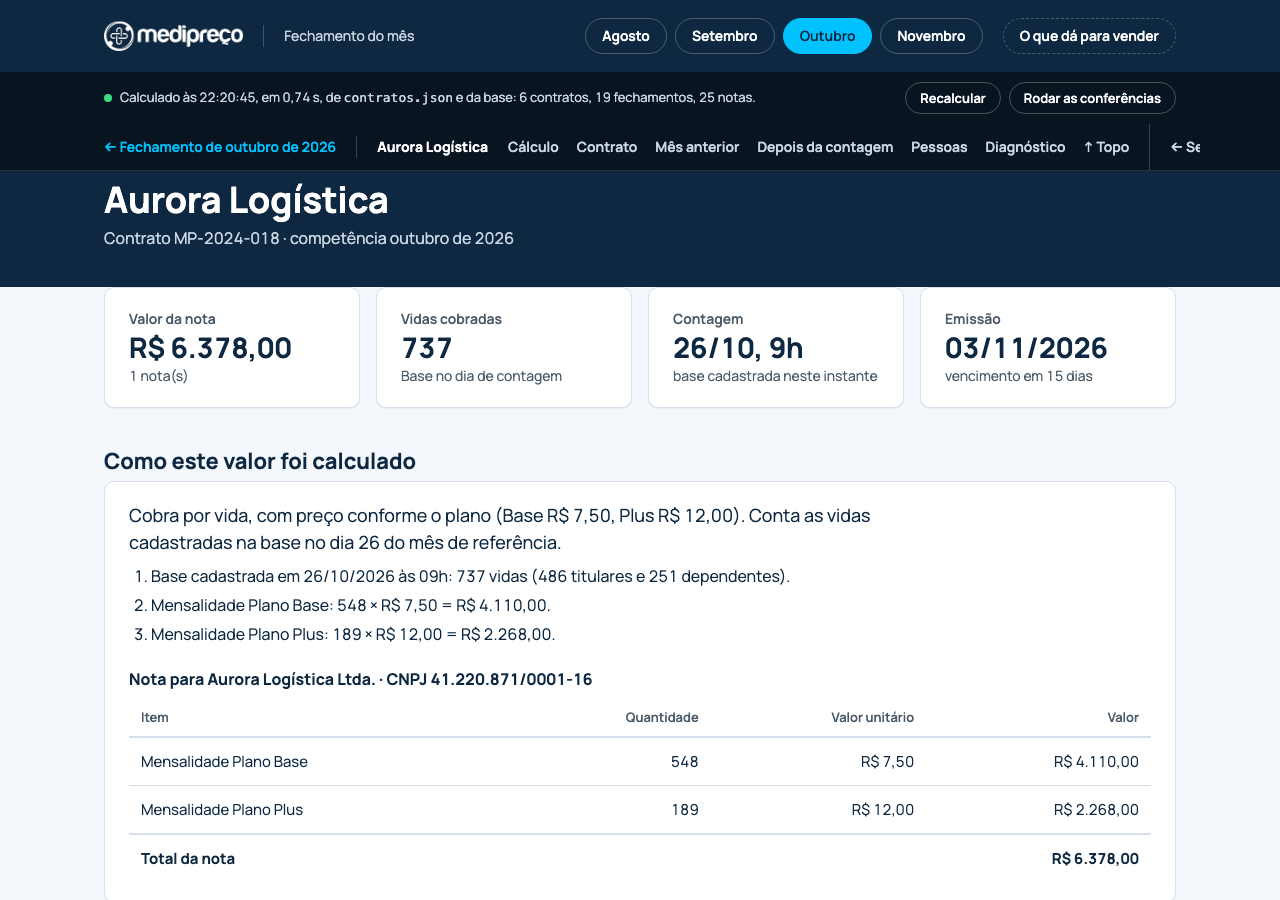 medipreço
Fechamento do mês
Agosto
Setembro
Outubro
Novembro
O que dá para vender
Calculado às 22:20:45, em 0,74 s, de contratos.json e da base: 6 contratos, 19 fechamentos, 25 notas.
Recalcular
Rodar as conferências
← Fechamento de outubro de 2026
Aurora Logística
Cálculo
Contrato
Mês anterior
Depois da contagem
Pessoas
Diagnóstico
↑ Topo
← Se
Aurora Logística
Contrato MP-2024-018 · competência outubro de 2026
Valor da nota
R$ 6.378,00
1 nota(s)
Vidas cobradas
737
Base no dia de contagem
Contagem
26/10, 9h
base cadastrada neste instante
Emissão
03/11/2026
vencimento em 15 dias
Como este valor foi calculado
Cobra por vida, com preço conforme o plano (Base R$ 7,50, Plus R$ 12,00). Conta as vidas
cadastradas na base no dia 26 do mês de referência.
1. Base cadastrada em 26/10/2026 às 09h: 737 vidas (486 titulares e 251 dependentes).
2. Mensalidade Plano Base: 548 × R$ 7,50 = R$ 4.110,00.
3. Mensalidade Plano Plus: 189 × R$ 12,00 = R$ 2.268,00.
Nota para Aurora Logística Ltda. · CNPJ 41.220.871/0001-16
Item Quantidade Valor unitário Valor
Mensalidade Plano Base 548 R$ 7,50 R$ 4.110,00
Mensalidade Plano Plus 189 R$ 12,00 R$ 2.268,00
Total da nota R$ 6.378,00